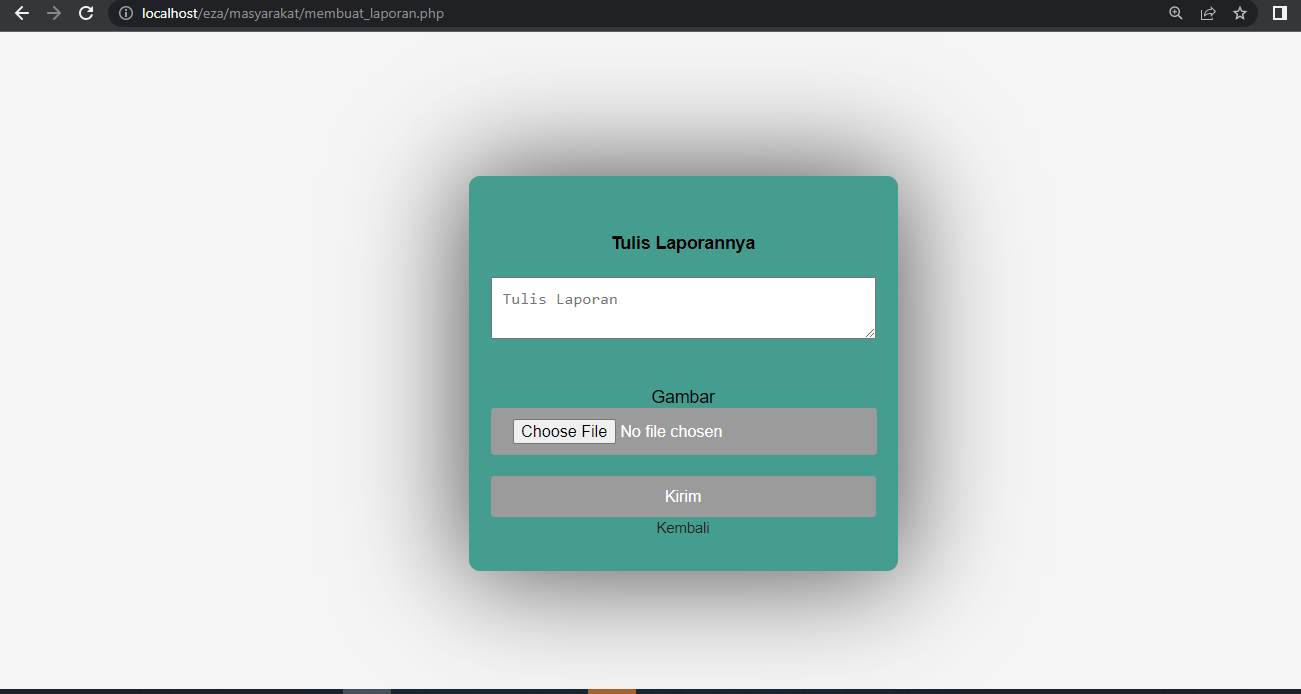 localhost/eza/masyarakat/membuat_laporan.php
Tulis Laporannya
Tulis Laporan
Gambar
Choose File No file chosen
Kirim
Kembali